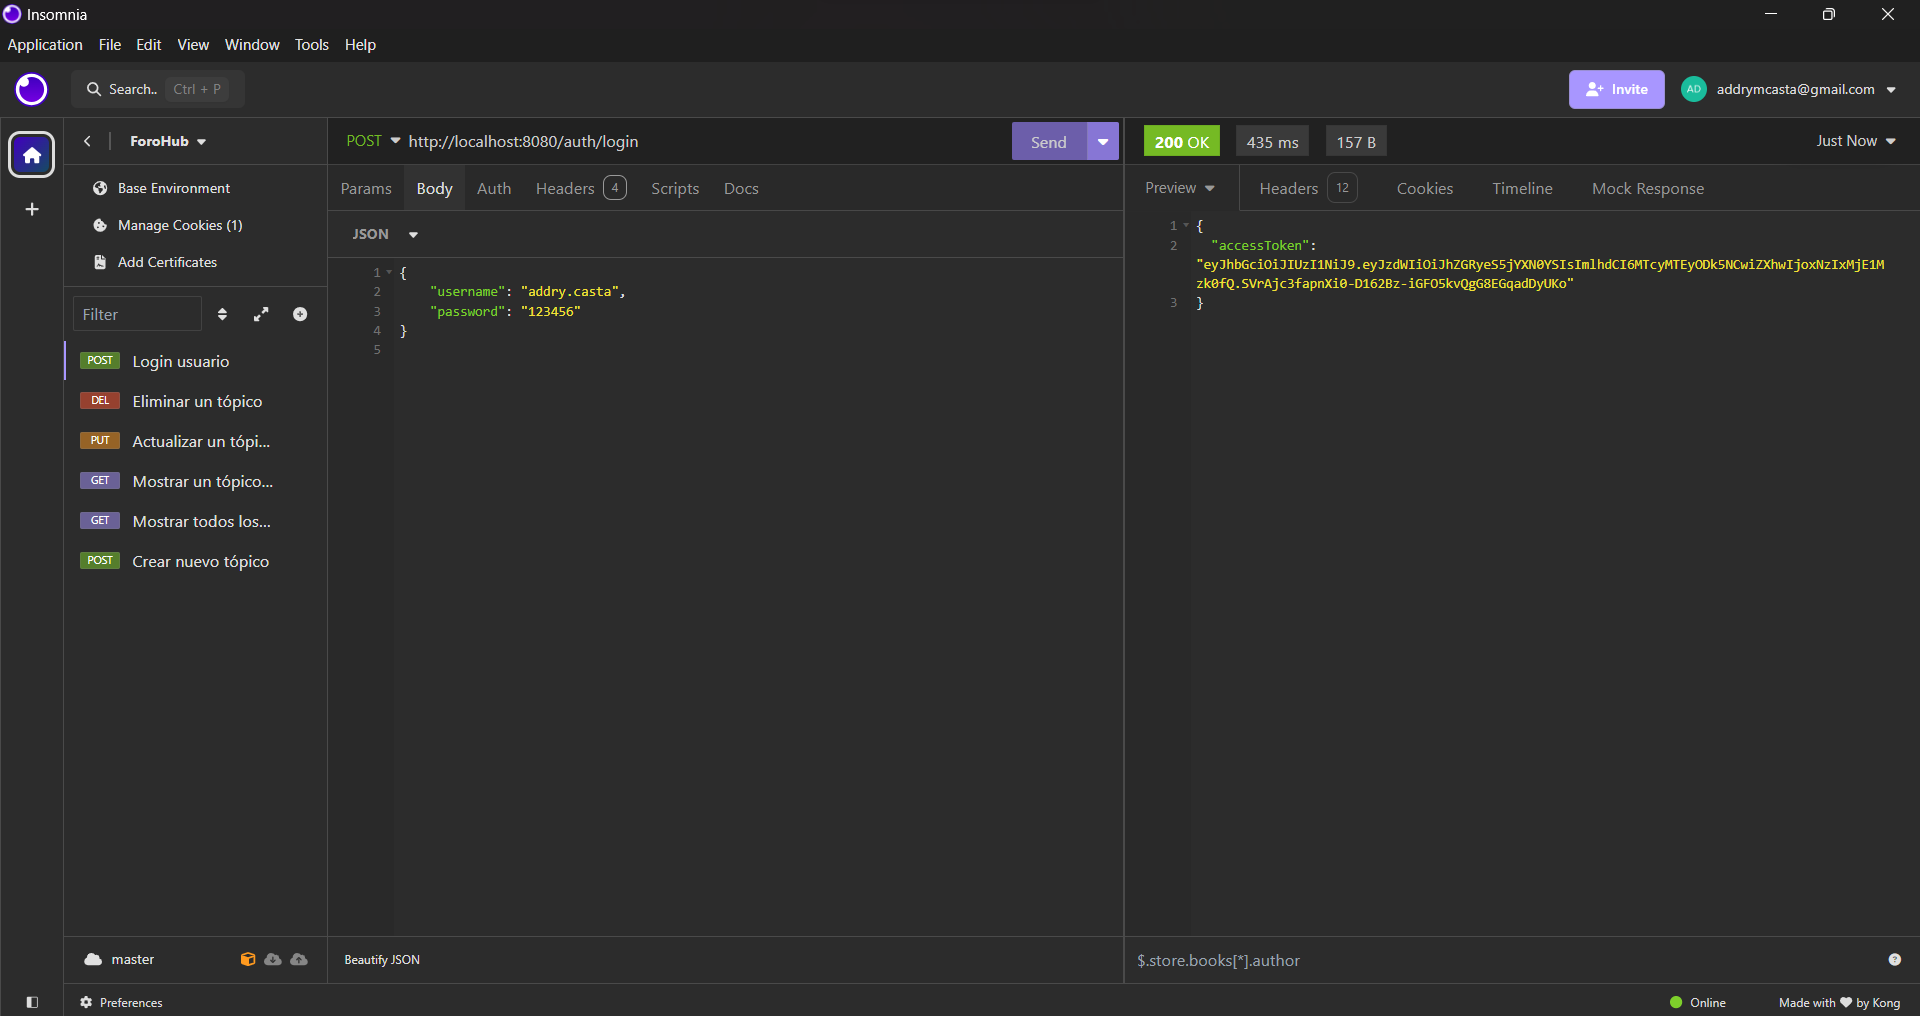 Insomnia
Application File Edit View Window Tools Help
Search.. Ctrl + P
Invite
AD addrymcasta@gmail.com
ForoHub
POST http://localhost:8080/auth/login
Send
200 OK 435 ms 157 B
Just Now
Base Environment
Manage Cookies (1)
Add Certificates
Filter
POST Login usuario
DEL Eliminar un tópico
PUT Actualizar un tópi...
GET Mostrar un tópico...
GET Mostrar todos los...
POST Crear nuevo tópico
Params Body Auth Headers 4 Scripts Docs
JSON
1 {
2 "username": "addry.casta",
3 "password": "123456"
4 }
5
Preview Headers 12 Cookies Timeline Mock Response
1 {
2 "accessToken":
"eyJhbGciOiJIUzI1NiJ9.eyJzdWIiOiJhZGRyeS5jYXN0YSIsImlhdCI6MTcyMTEyODk5NCwiZXhwIjoxNzIxMjE1M
zk0fQ.SVrAjc3fapnXi0-D162Bz-iGFO5kvQgG8EGqadDyUKo"
3 }
master
Beautify JSON
$.store.books[*].author
Preferences
Online
Made with ♥ by Kong